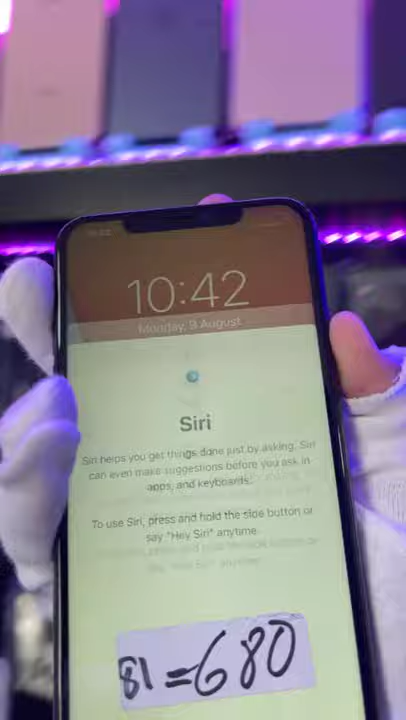 10:42
Monday, 9 August
Siri
Siri helps you get things done just by asking. Siri
can even make suggestions before you ask in
apps, and keyboards.
To use Siri, press and hold the side button or
say "Hey Siri" anytime.
81=680